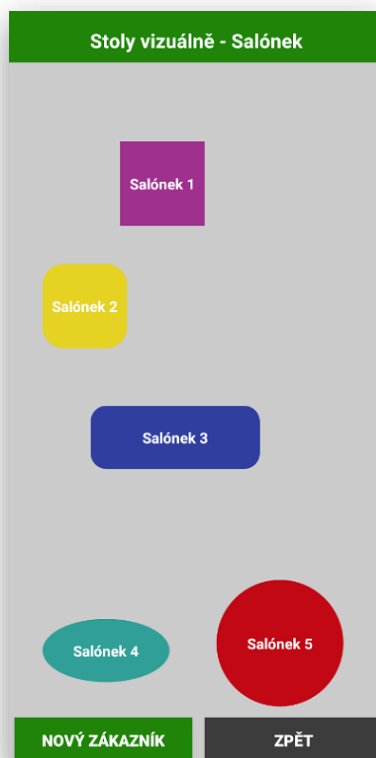 Stoly vizuálně - Salónek
Salónek 1
Salónek 2
Salónek 3
Salónek 4
Salónek 5
NOVÝ ZÁKAZNÍK
ZPĚT